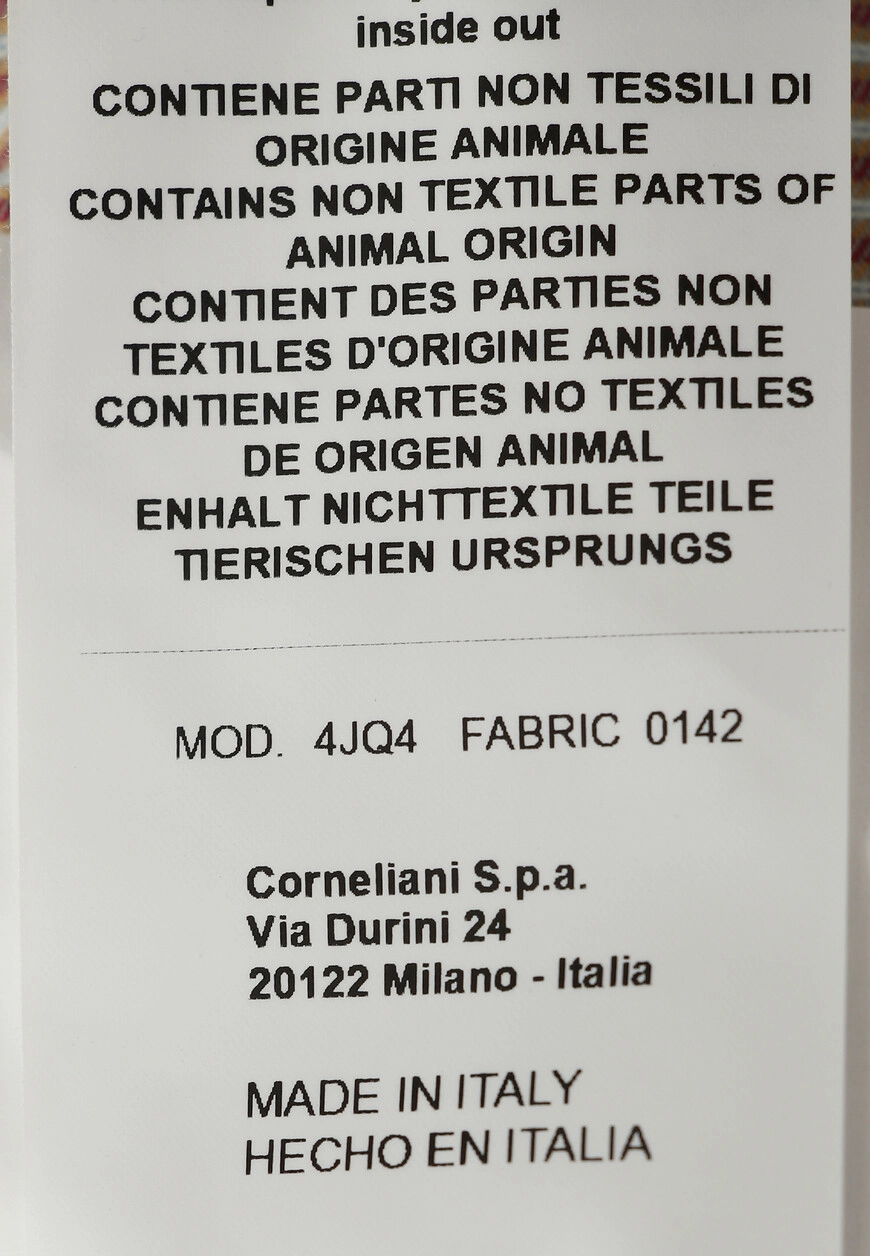 inside out
CONTIENE PARTI NON TESSILI DI
ORIGINE ANIMALE
CONTAINS NON TEXTILE PARTS OF
ANIMAL ORIGIN
CONTIENT DES PARTIES NON
TEXTILES D'ORIGINE ANIMALE
CONTIENE PARTES NO TEXTILES
DE ORIGEN ANIMAL
ENHALT NICHTTEXTILE TEILE
TIERISCHEN URSPRUNGS
MOD. 4JQ4 FABRIC 0142
Corneliani S.p.a.
Via Durini 24
20122 Milano - Italia
MADE IN ITALY
HECHO EN ITALIA